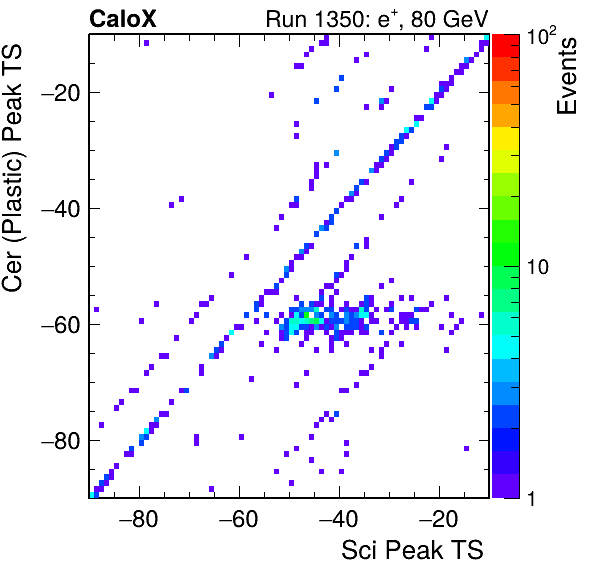 CaloX Run 1350: e⁺, 80 GeV
Cer (Plastic) Peak TS
−20
−40
−60
−80
−80 −60 −40 −20
Sci Peak TS
10²
10
1
Events